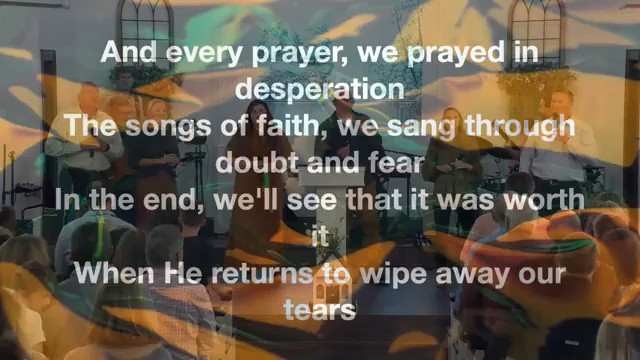 And every prayer, we prayed in
desperation
The songs of faith, we sang through
doubt and fear
In the end, we'll see that it was worth
it
When He returns to wipe away our
tears